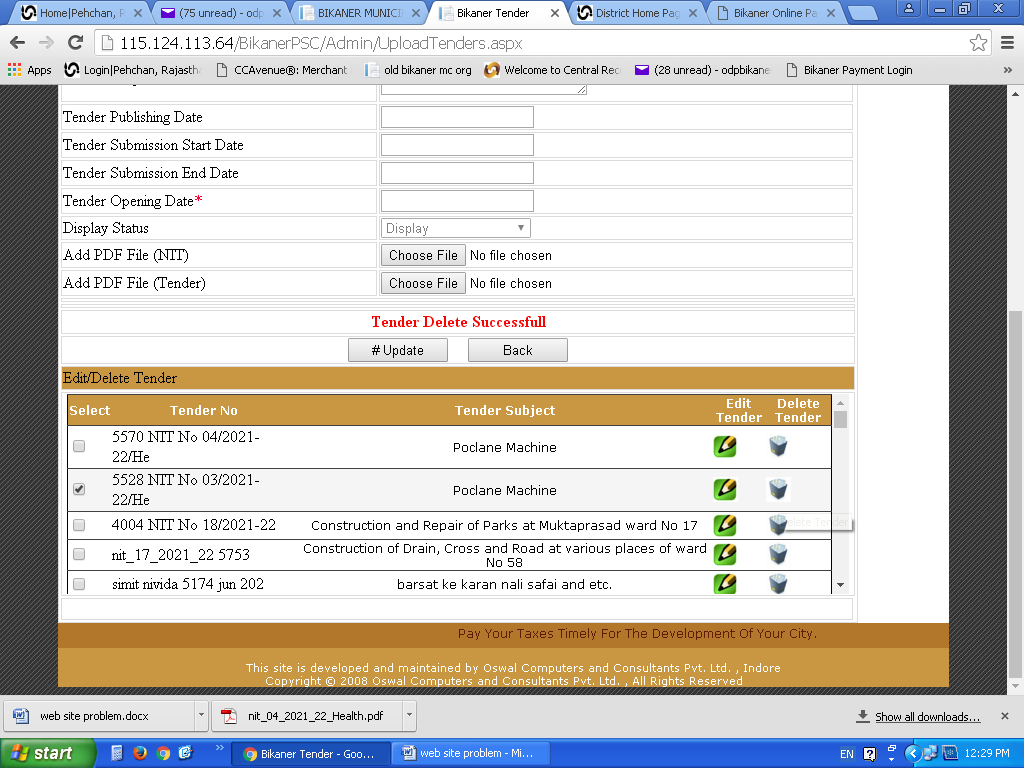 Home|Pehchan, R
(75 unread) - odp
BIKANER MUNICI
Bikaner Tender
District Home Pag
Bikaner Online Pa
115.124.113.64/BikanerPSC/Admin/UploadTenders.aspx
Apps
Login|Pehchan, Rajasth
CCAvenue®: Merchant
old bikaner mc org
Welcome to Central Rec
(28 unread) - odpbikane
Bikaner Payment Login
»
Tender Publishing Date
Tender Submission Start Date
Tender Submission End Date
Tender Opening Date*
Display Status Display
Add PDF File (NIT) Choose File No file chosen
Add PDF File (Tender) Choose File No file chosen
Tender Delete Successfull
# Update Back
Edit/Delete Tender
Select Tender No Tender Subject Edit Tender Delete Tender
5570 NIT No 04/2021-
22/He
Poclane Machine
5528 NIT No 03/2021-
22/He
Poclane Machine
4004 NIT No 18/2021-22 Construction and Repair of Parks at Muktaprasad ward No 17
Delete Tender
nit_17_2021_22 5753
Construction of Drain, Cross and Road at various places of ward
No 58
simit nivida 5174 jun 202 barsat ke karan nali safai and etc.
Pay Your Taxes Timely For The Development Of Your City.
This site is developed and maintained by Oswal Computers and Consultants Pvt. Ltd. , Indore
Copyright © 2008 Oswal Computers and Consultants Pvt. Ltd. , All Rights Reserved
web site problem.docx
nit_04_2021_22_Health.pdf
Show all downloads...
start
»
Bikaner Tender - Goo...
web site problem - Mi...
EN
12:29 PM